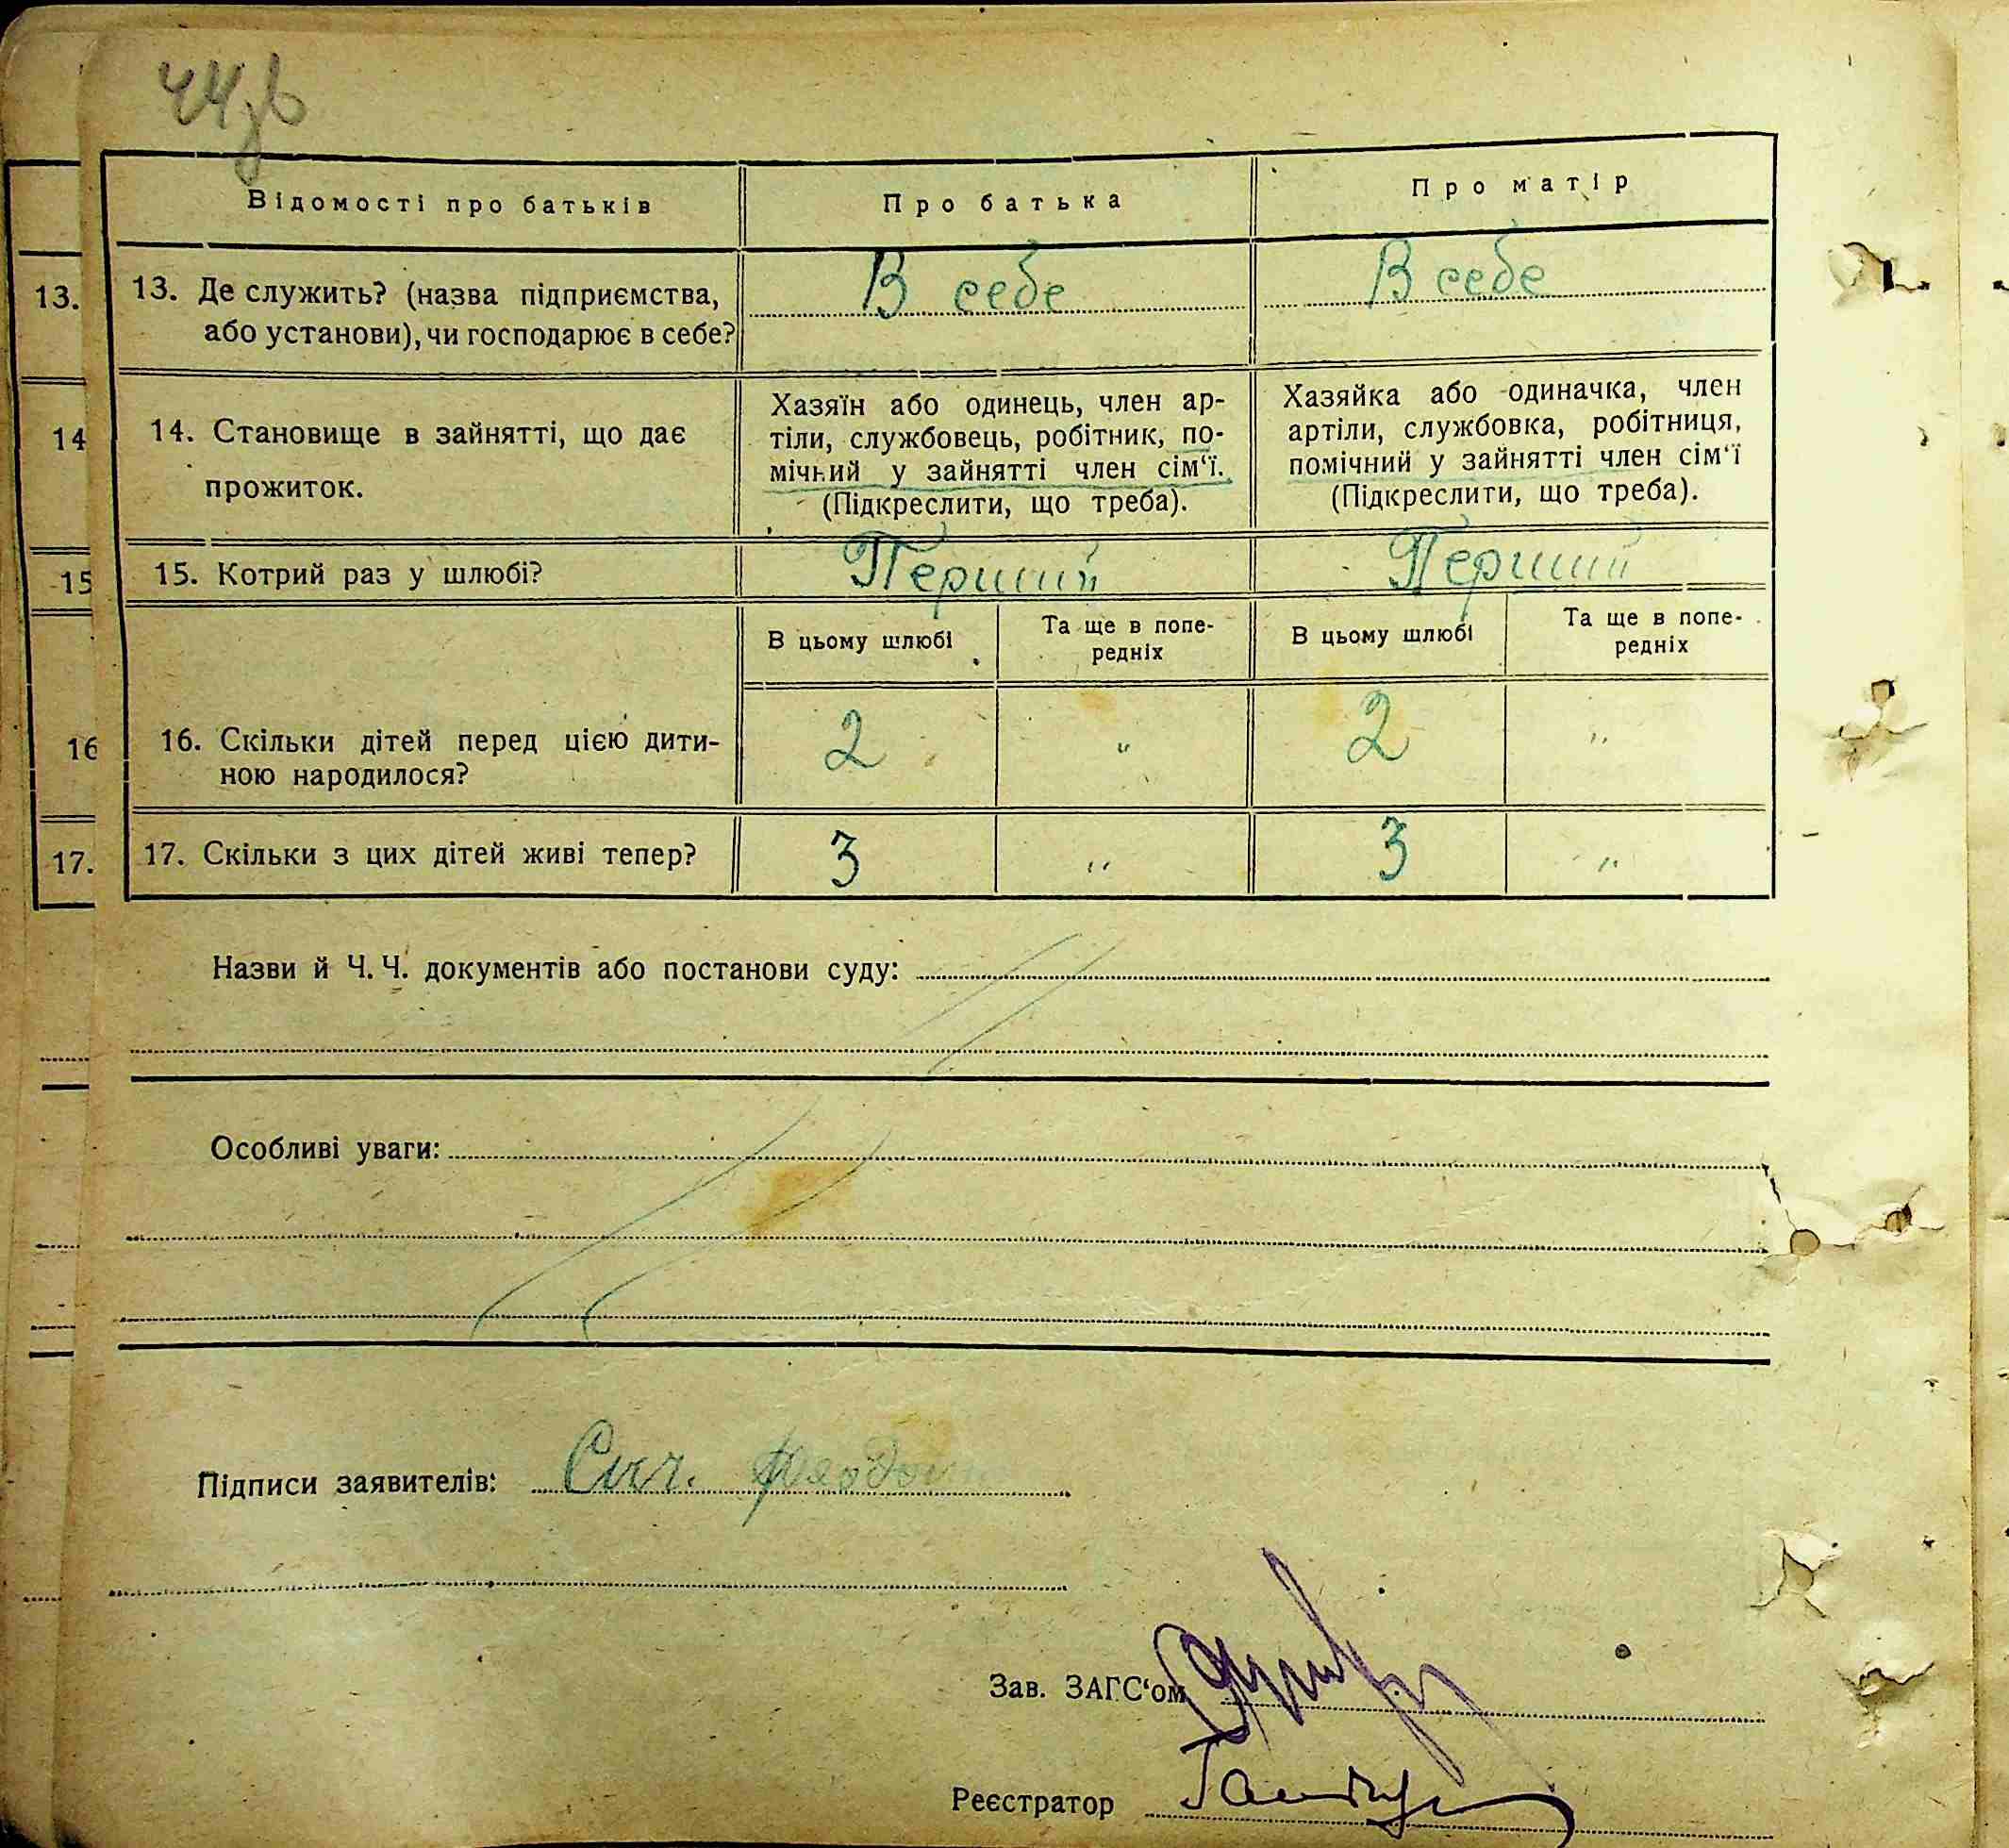 44зв
Відомості про батьків
Про батька
Про матір
13. Де служить? (назва підприємства,
або установи), чи господарює в себе?
В себе
В себе
14. Становище в зайнятті, що дає
прожиток.
Хазяїн або одинець, член ар-
тіли, службовець, робітник, по-
мічний у зайнятті член сім‘ї.
(Підкреслити, що треба).
Хазяйка або одиначка, член
артіли, службовка, робітниця,
помічний у зайнятті член сім‘ї
(Підкреслити, що треба).
15. Котрий раз у шлюбі?
Перший
Перший
В цьому шлюбі
Та ще в попе-
редніх
В цьому шлюбі
Та ще в попе-
редніх
16. Скільки дітей перед цією дити-
ною народилося?
2
"
2
"
17. Скільки з цих дітей живі тепер?
3
"
3
"
Назви й Ч. Ч. документів або постанови суду:
Особливі уваги:
Підписи заявителів:
Зав. ЗАГС‘ом
Реєстратор
13.
14
15
16
17.